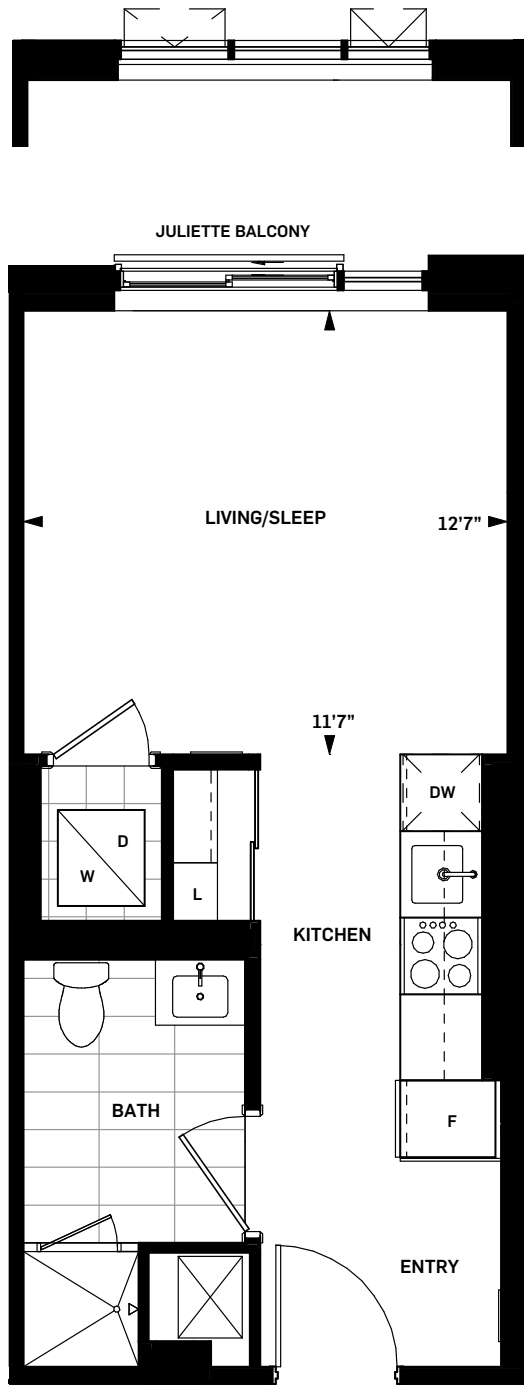 JULIETTE BALCONY
LIVING/SLEEP
12'7"
11'7"
DW
D
W
L
KITCHEN
BATH
F
ENTRY